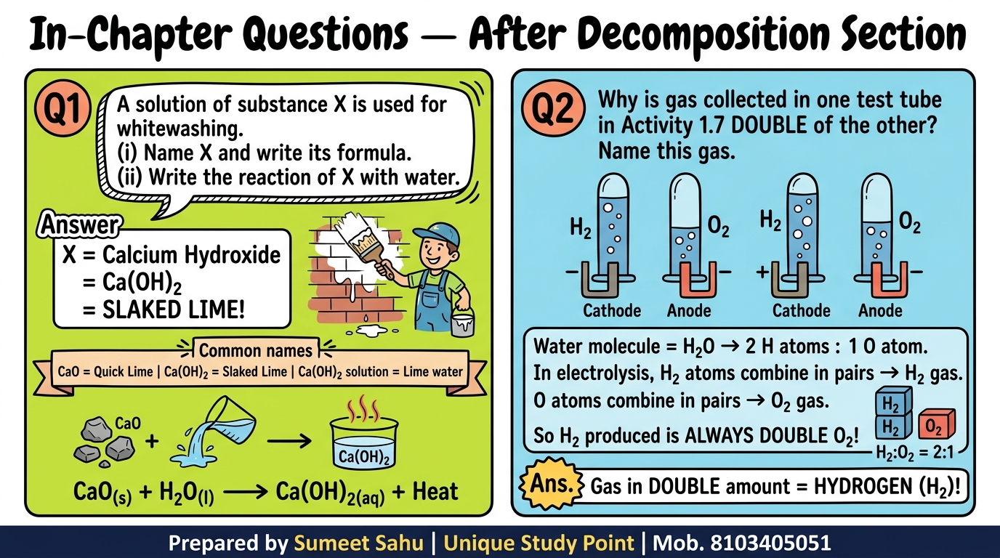 In-Chapter Questions — After Decomposition Section
Q1
A solution of substance X is used for
whitewashing.
(i) Name X and write its formula.
(ii) Write the reaction of X with water.
Answer
X = Calcium Hydroxide
= Ca(OH)₂
= SLAKED LIME!
Common names
CaO = Quick Lime | Ca(OH)₂ = Slaked Lime | Ca(OH)₂ solution = Lime water
CaO
+
→
Ca(OH)₂
CaO(s) + H₂O(l) → Ca(OH)₂(aq) + Heat
Q2
Why is gas collected in one test tube
in Activity 1.7 DOUBLE of the other?
Name this gas.
H₂ O₂ H₂ O₂
− − + −
Cathode Anode Cathode Anode
Water molecule = H₂O → 2 H atoms : 1 O atom.
In electrolysis, H₂ atoms combine in pairs → H₂ gas.
O atoms combine in pairs → O₂ gas.
So H₂ produced is ALWAYS DOUBLE O₂!
H₂
H₂ O₂
H₂:O₂ = 2:1
Ans. Gas in DOUBLE amount = HYDROGEN (H₂)!
Prepared by Sumeet Sahu | Unique Study Point | Mob. 8103405051